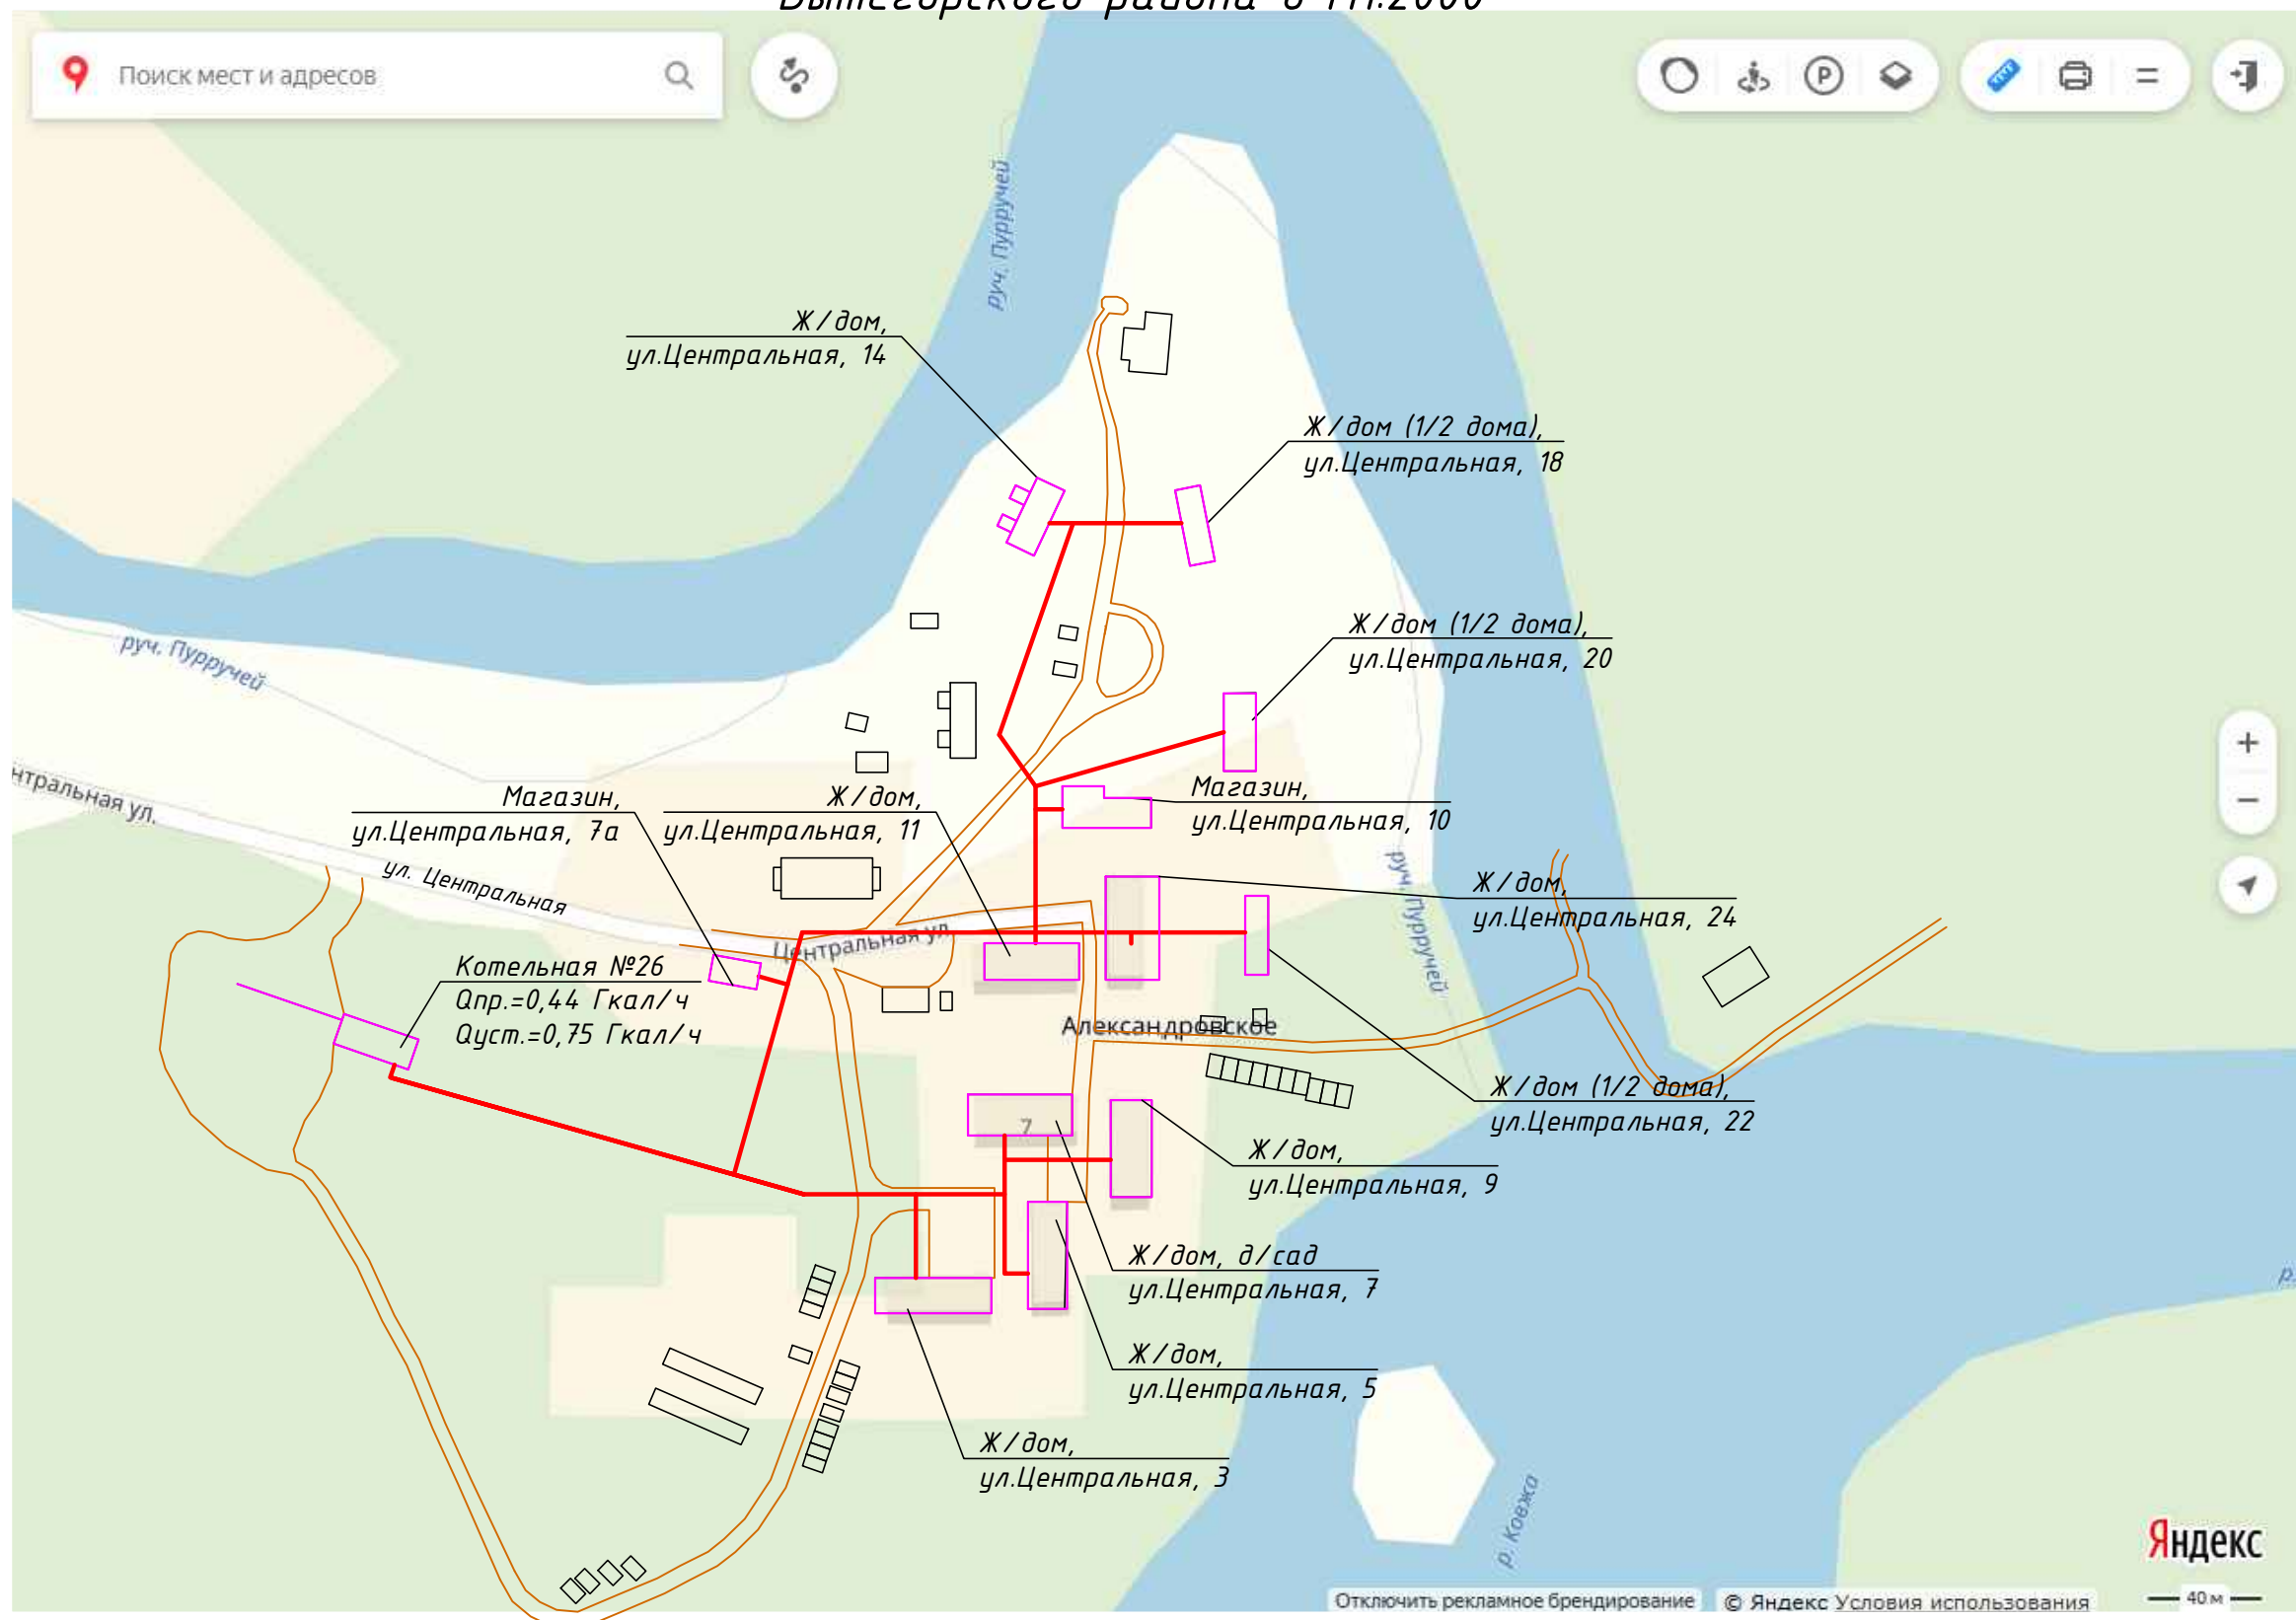 Вытегорского района в М1:2000
Поиск мест и адресов
P
руч. Пурручей
Ж/дом,
ул.Центральная, 14
Ж/дом (1/2 дома),
ул.Центральная, 18
Ж/дом (1/2 дома),
ул.Центральная, 20
руч. Пурручей
нтральная ул.
Магазин,
ул.Центральная, 7а
Ж/дом,
ул.Центральная, 11
Магазин,
ул.Центральная, 10
ул. Центральная
Ж/дом,
ул.Центральная, 24
руч. Пурручей
Центральная ул.
Котельная №26
Qпр.=0,44 Гкал/ч
Qуст.=0,75 Гкал/ч
Александровское
Ж/дом (1/2 дома),
ул.Центральная, 22
7
Ж/дом,
ул.Центральная, 9
Ж/дом, д/сад
ул.Центральная, 7
р.
Ж/дом,
ул.Центральная, 5
Ж/дом,
ул.Центральная, 3
р. Ковжа
Яндекс
Отключить рекламное брендирование
© Яндекс Условия использования
40 м